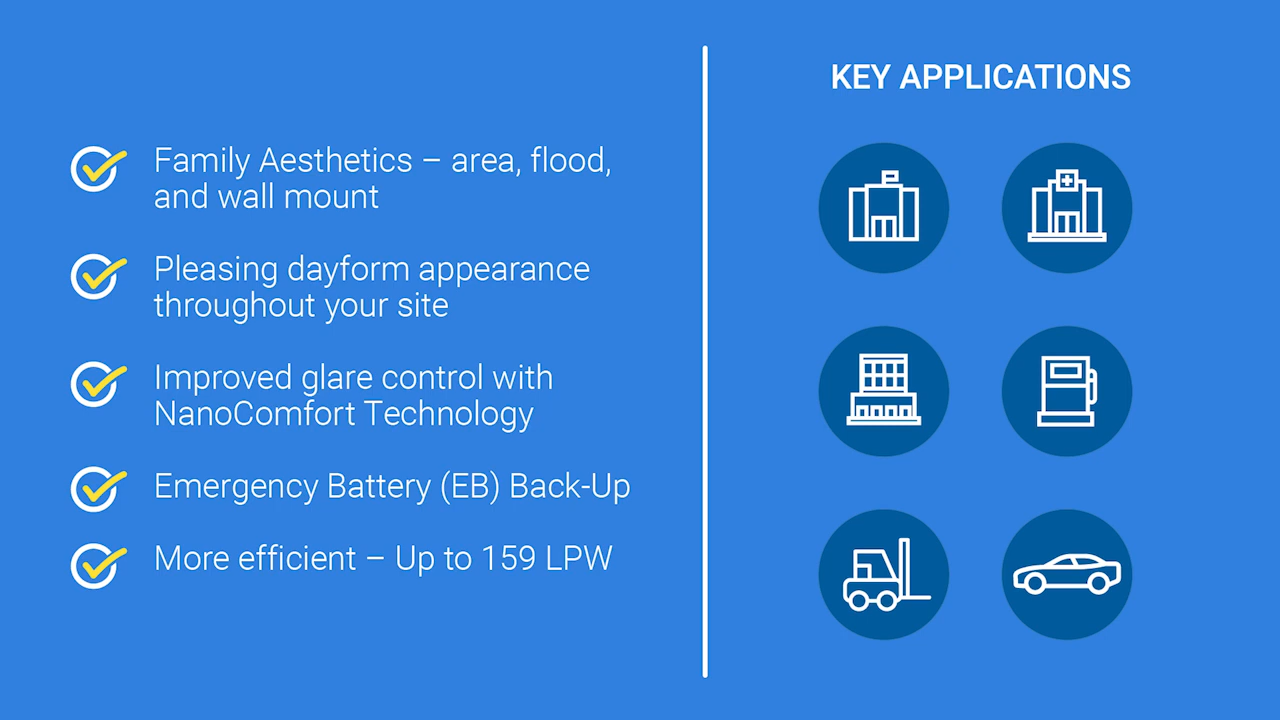 Family Aesthetics – area, flood,
and wall mount
Pleasing dayform appearance
throughout your site
Improved glare control with
NanoComfort Technology
Emergency Battery (EB) Back-Up
More efficient – Up to 159 LPW
KEY APPLICATIONS